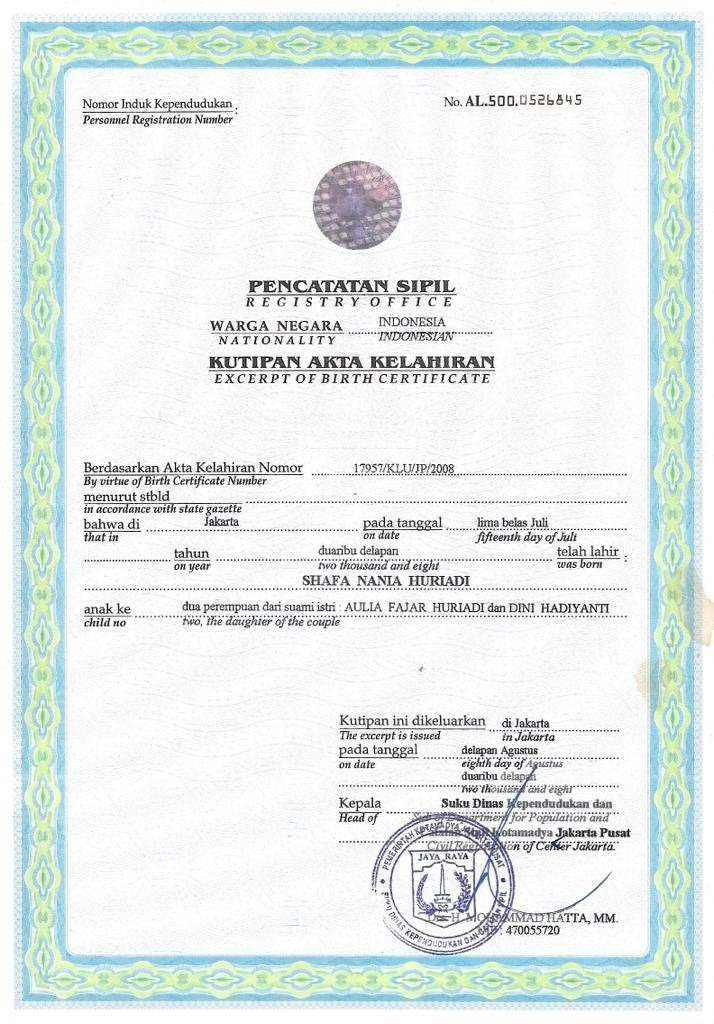 Nomor Induk Kependudukan :
Personnel Registration Number
No. AL.500.0526845
PENCATATAN SIPIL
REGISTRY OFFICE
WARGA NEGARA INDONESIA
NATIONALITY INDONESIAN
KUTIPAN AKTA KELAHIRAN
EXCERPT OF BIRTH CERTIFICATE
Berdasarkan Akta Kelahiran Nomor 17957/KLU/JP/2008
By virtue of Birth Certificate Number
menurut stbld
in accordance with state gazette
bahwa di Jakarta pada tanggal lima belas Juli
that in on date fifteenth day of Juli
tahun duaribu delapan telah lahir :
on year two thousand and eight was born
SHAFA NANIA HURIADI
anak ke dua perempuan dari suami istri : AULIA FAJAR HURIADI dan DINI HADIYANTI
child no two, the daughter of the couple
Kutipan ini dikeluarkan di Jakarta
The excerpt is issued in Jakarta
pada tanggal delapan Agustus
on date eighth day of Agustus
duaribu delapan
two thousand and eight
Kepala Suku Dinas Kependudukan dan
Head of of Department for Population and
Sipil Kotamadya Jakarta Pusat
Civil Registration of Center Jakarta.
PEMERINTAH KOTAMADYA JAKARTA PUSAT
JAYA RAYA
DINAS KEPENDUDUKAN DAN CATATAN SIPIL
H. MOHAMMAD HATTA, MM.
470055720